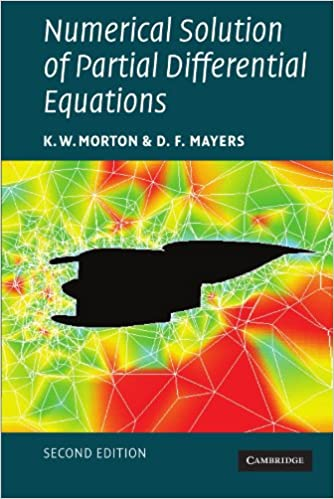 Numerical Solution
of Partial Differential
Equations
K. W. MORTON & D. F. MAYERS
SECOND EDITION
CAMBRIDGE